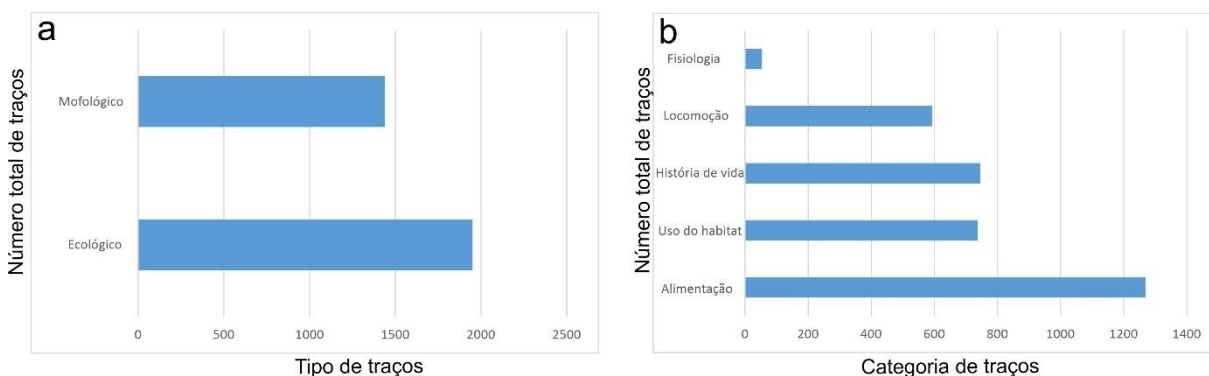 a
Número total de traços
Mofológico
Ecológico
0 500 1000 1500 2000 2500
Tipo de traços
b
Número total de traços
Fisiologia
Locomoção
História de vida
Uso do habitat
Alimentação
0 200 400 600 800 1000 1200 1400
Categoria de traços